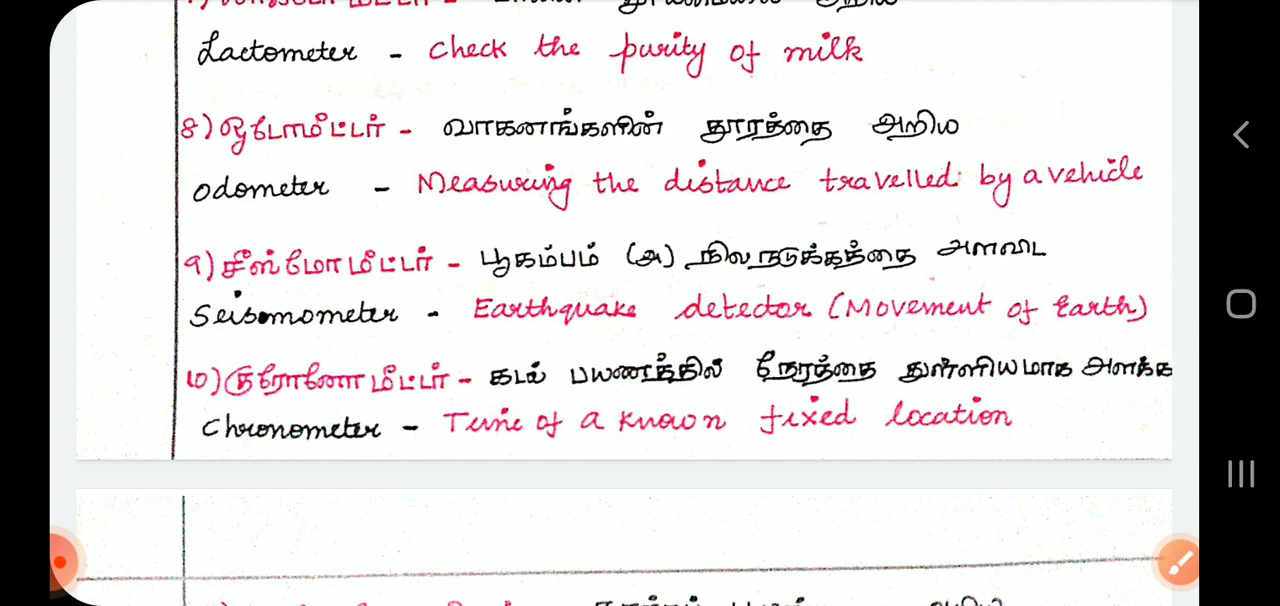 Lactometer - Check the purity of milk
8) ஓடோமீட்டர் - வாகனங்களின் தூரத்தை அறிய
Odometer - Measuring the distance travelled by a vehicle
9) சீஸ்மோமீட்டர் - பூகம்பம் (அ) நிலநடுக்கத்தை அளவிட
Seismometer - Earthquake detector (Movement of Earth)
10) குரோனோமீட்டர் - கடல் பயணத்தில் நேரத்தை துள்ளியமாக அளக்க
Chronometer - Time of a known fixed location